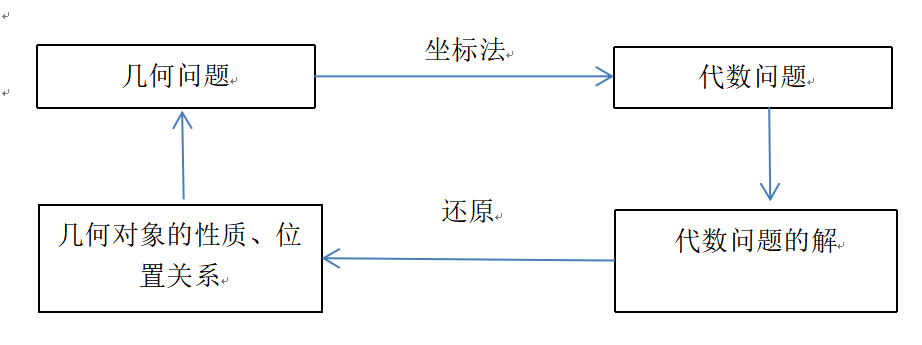 坐标法
几何问题
代数问题
还原
几何对象的性质、位
置关系
代数问题的解